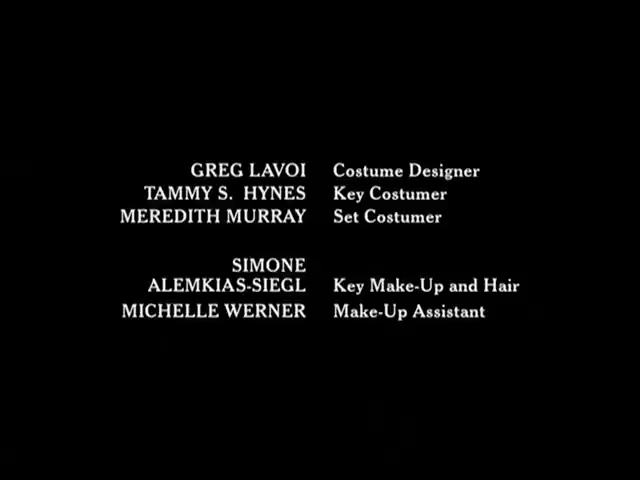 GREG LAVOI Costume Designer
TAMMY S. HYNES Key Costumer
MEREDITH MURRAY Set Costumer
SIMONE
ALEMKIAS-SIEGL Key Make-Up and Hair
MICHELLE WERNER Make-Up Assistant